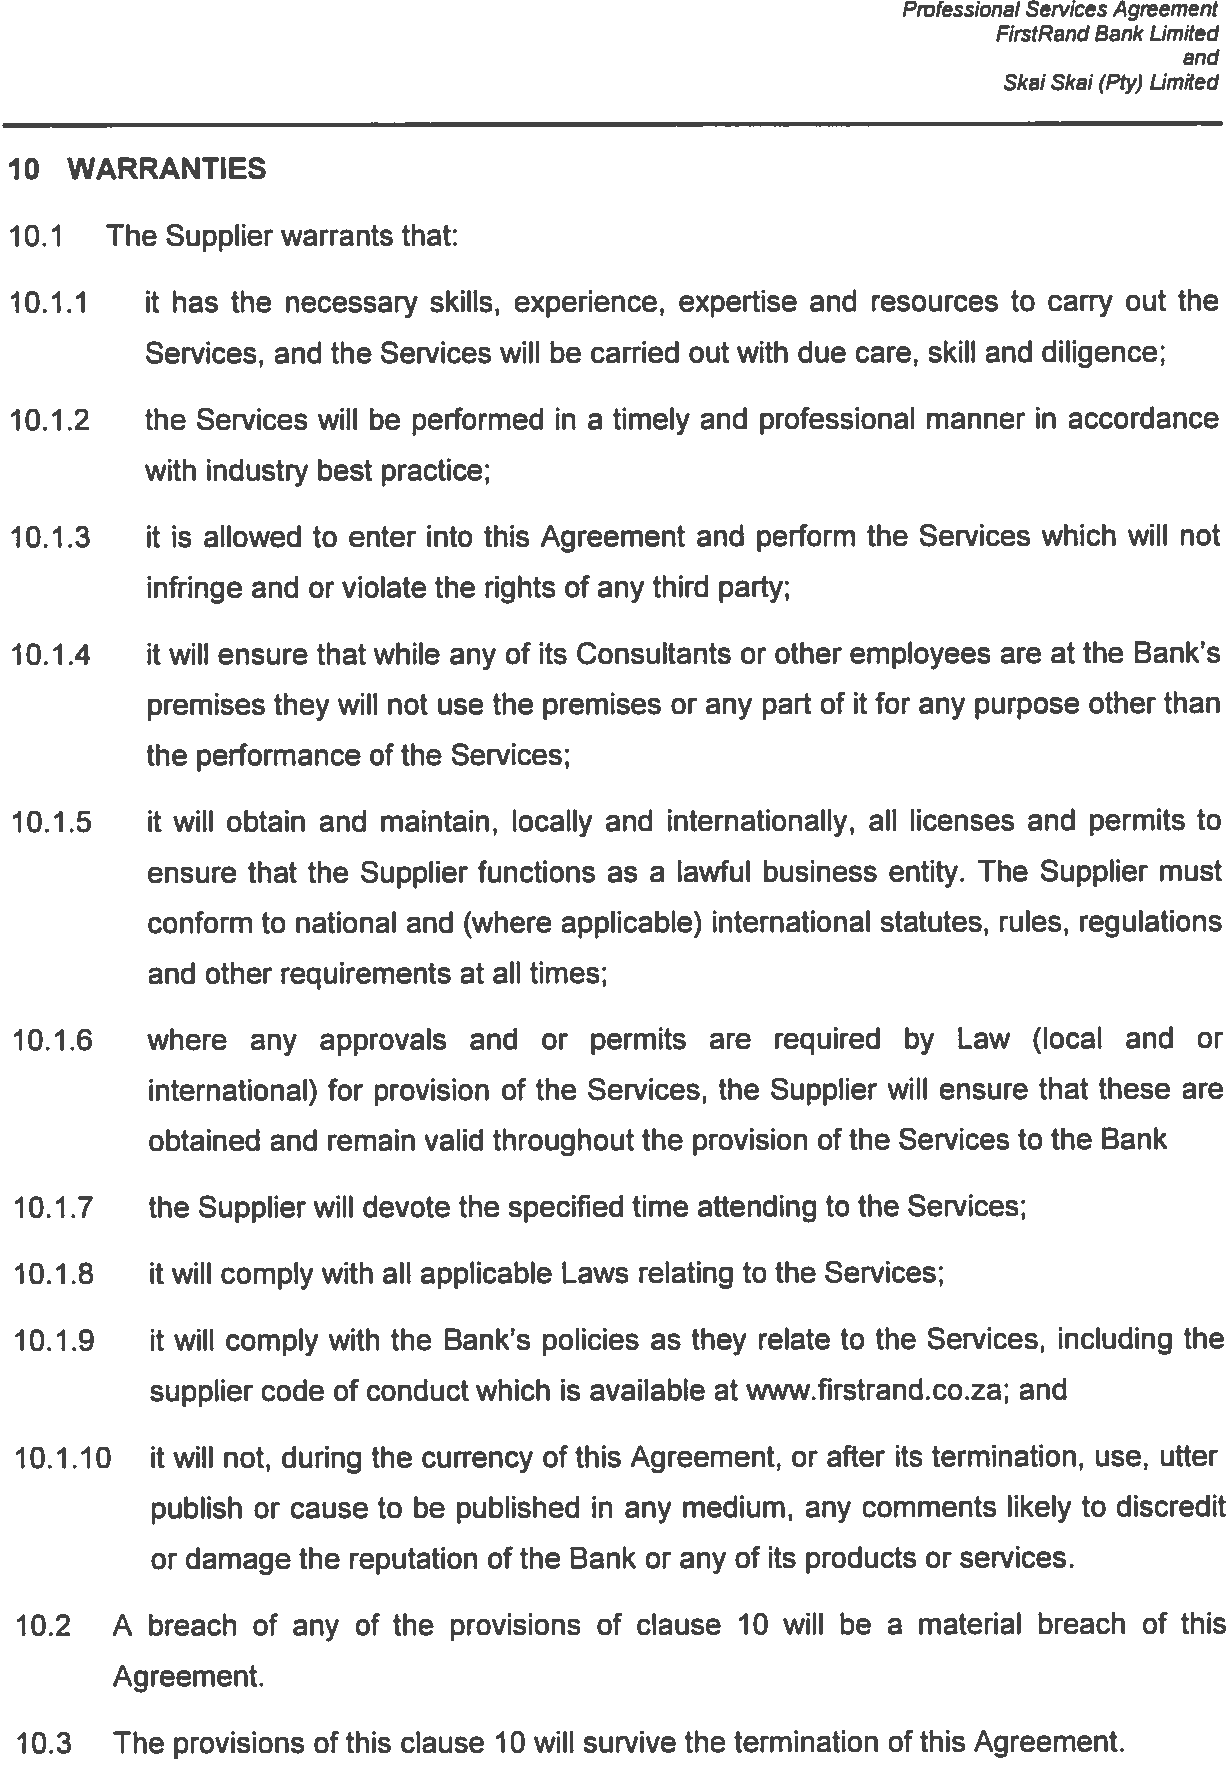 Professional Services Agreement
FirstRand Bank Limited
and
Skai Skai (Pty) Limited
10 WARRANTIES
10.1 The Supplier warrants that:
10.1.1 it has the necessary skills, experience, expertise and resources to carry out the
Services, and the Services will be carried out with due care, skill and diligence;
10.1.2 the Services will be performed in a timely and professional manner in accordance
with industry best practice;
10.1.3 it is allowed to enter into this Agreement and perform the Services which will not
infringe and or violate the rights of any third party;
10.1.4 it will ensure that while any of its Consultants or other employees are at the Bank's
premises they will not use the premises or any part of it for any purpose other than
the performance of the Services;
10.1.5 it will obtain and maintain, locally and internationally, all licenses and permits to
ensure that the Supplier functions as a lawful business entity. The Supplier must
conform to national and (where applicable) international statutes, rules, regulations
and other requirements at all times;
10.1.6 where any approvals and or permits are required by Law (local and or
international) for provision of the Services, the Supplier will ensure that these are
obtained and remain valid throughout the provision of the Services to the Bank
10.1.7 the Supplier will devote the specified time attending to the Services;
10.1.8 it will comply with all applicable Laws relating to the Services;
10.1.9 it will comply with the Bank's policies as they relate to the Services, including the
supplier code of conduct which is available at www.firstrand.co.za; and
10.1.10 it will not, during the currency of this Agreement, or after its termination, use, utter
publish or cause to be published in any medium, any comments likely to discredit
or damage the reputation of the Bank or any of its products or services.
10.2 A breach of any of the provisions of clause 10 will be a material breach of this
Agreement.
10.3 The provisions of this clause 10 will survive the termination of this Agreement.